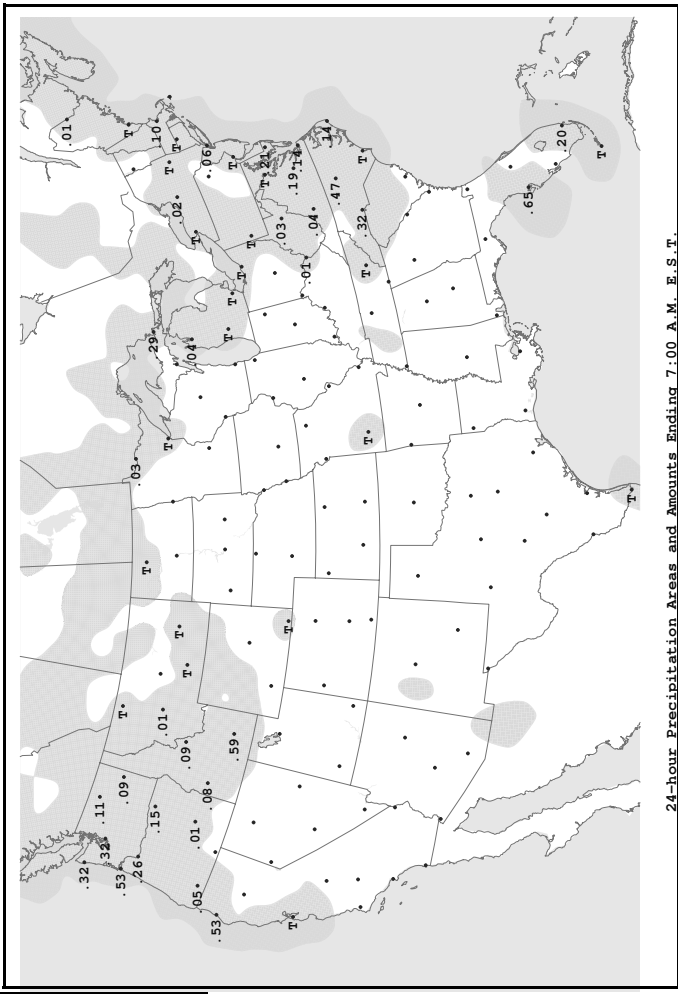 .01
.32
.11
.32
.53
.09
T
T
.03
.26
T
.29
.15
.10
.01
T
T
T
.02
T
.09
T
.04
.01
T
.05
.06
.08
.53
T
T
T
.59
T
T
.21
T
.03
T
T
.19
.14
.01
.04
.14
.47
.32
T
T
T
.65
.20
T
T
24-hour Precipitation Areas and Amounts Ending 7:00 A.M. E.S.T.